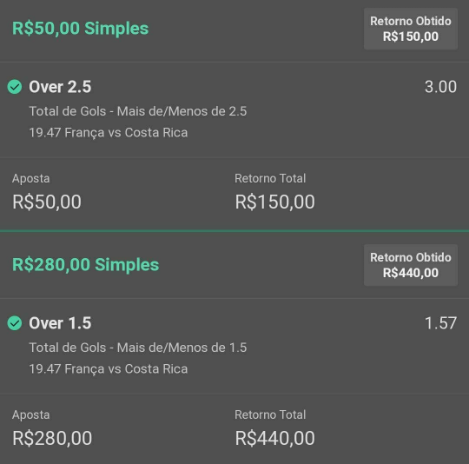 R$50,00 Simples
Retorno Obtido
R$150,00
Over 2.5
3.00
Total de Gols - Mais de/Menos de 2.5
19.47 França vs Costa Rica
Aposta
Retorno Total
R$50,00
R$150,00
R$280,00 Simples
Retorno Obtido
R$440,00
Over 1.5
1.57
Total de Gols - Mais de/Menos de 1.5
19.47 França vs Costa Rica
Aposta
Retorno Total
R$280,00
R$440,00